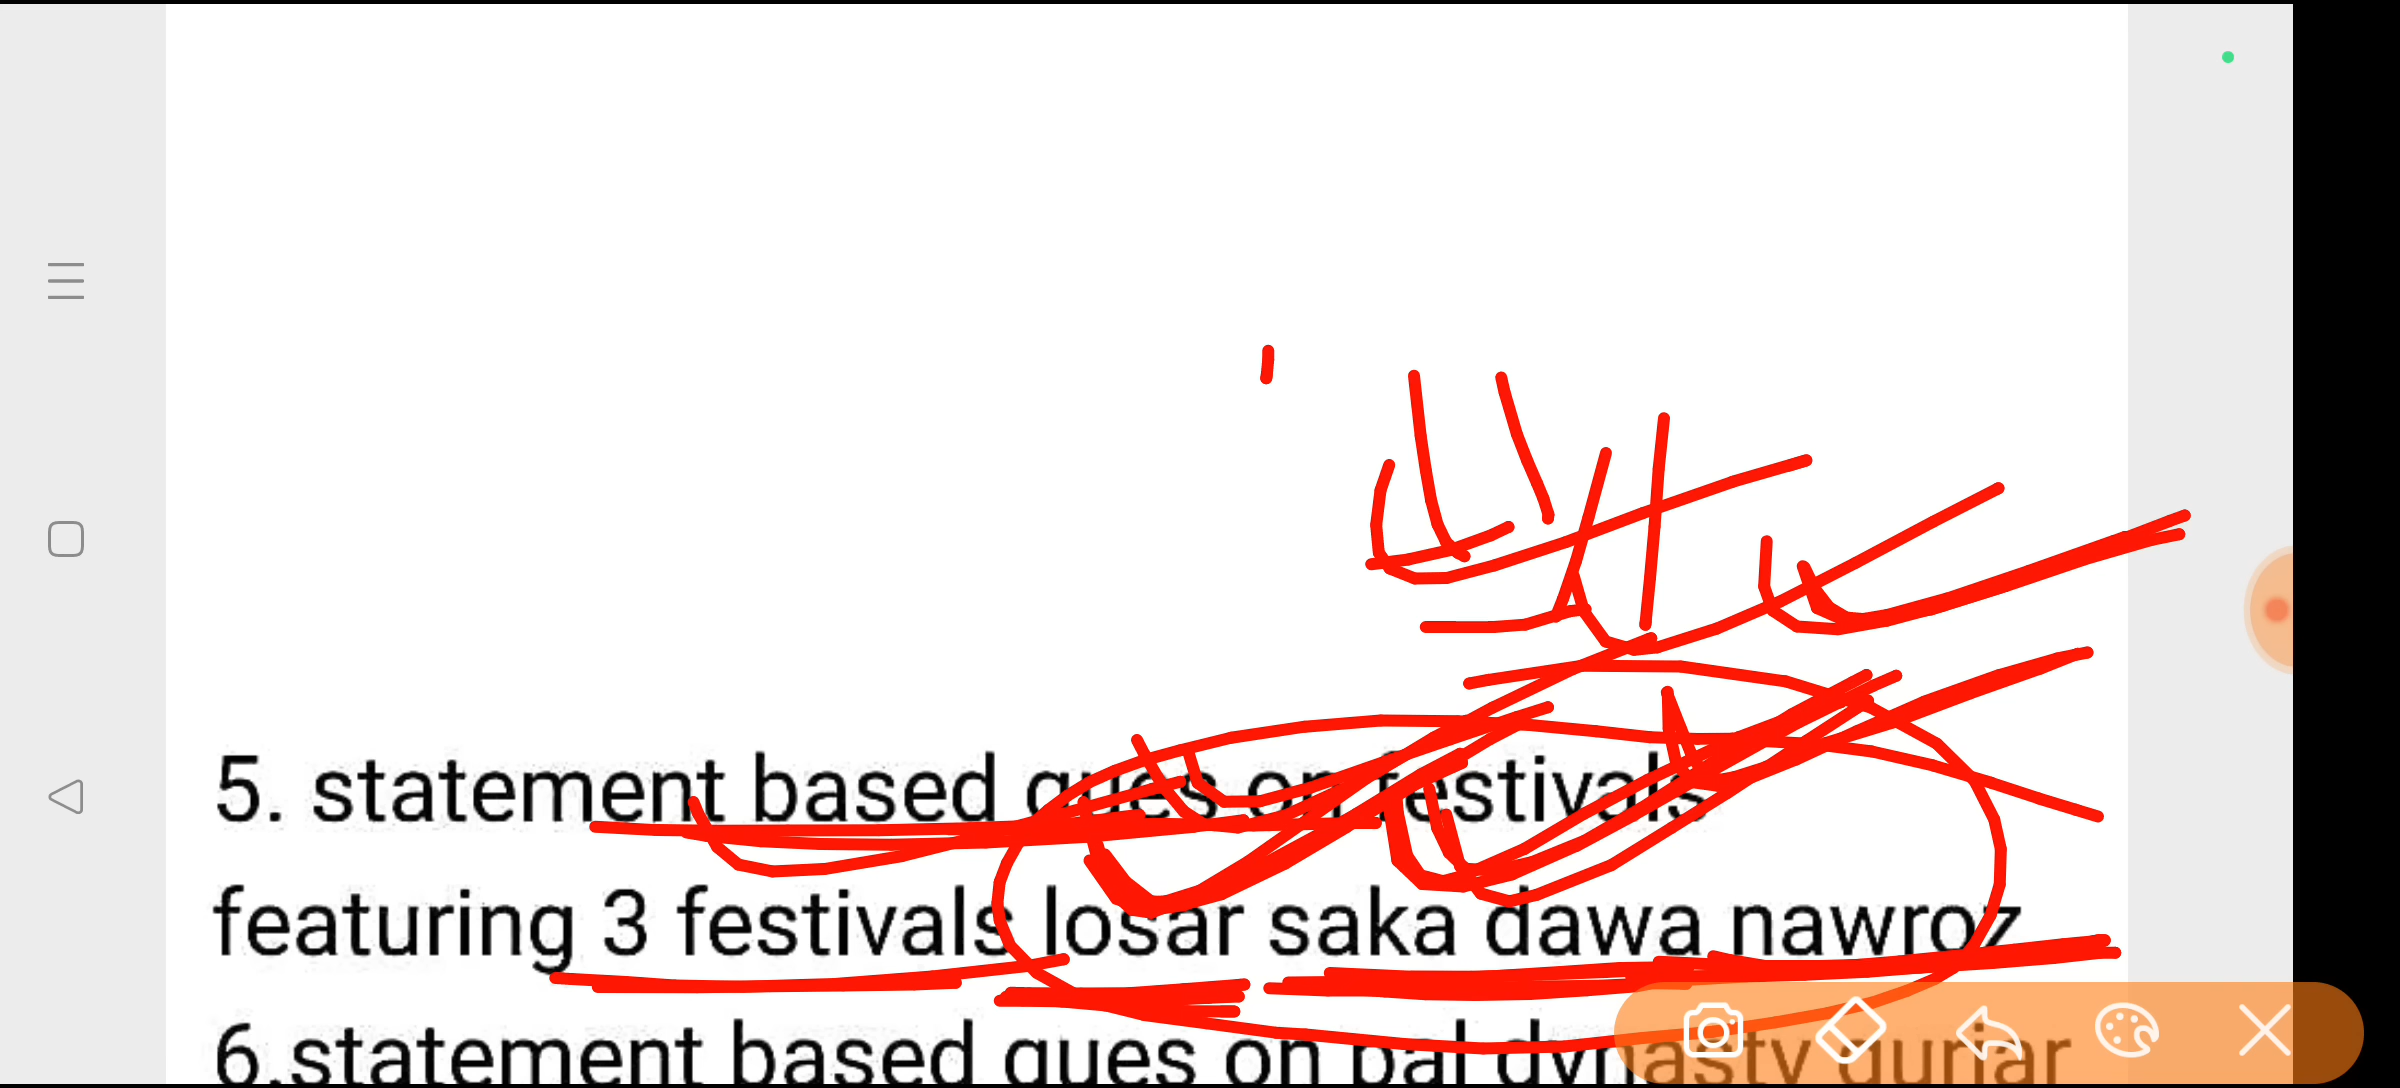 5. statement based ques on festivals
featuring 3 festivals losar saka dawa nawroz
6.statement based ques on pal dynasty gurjar